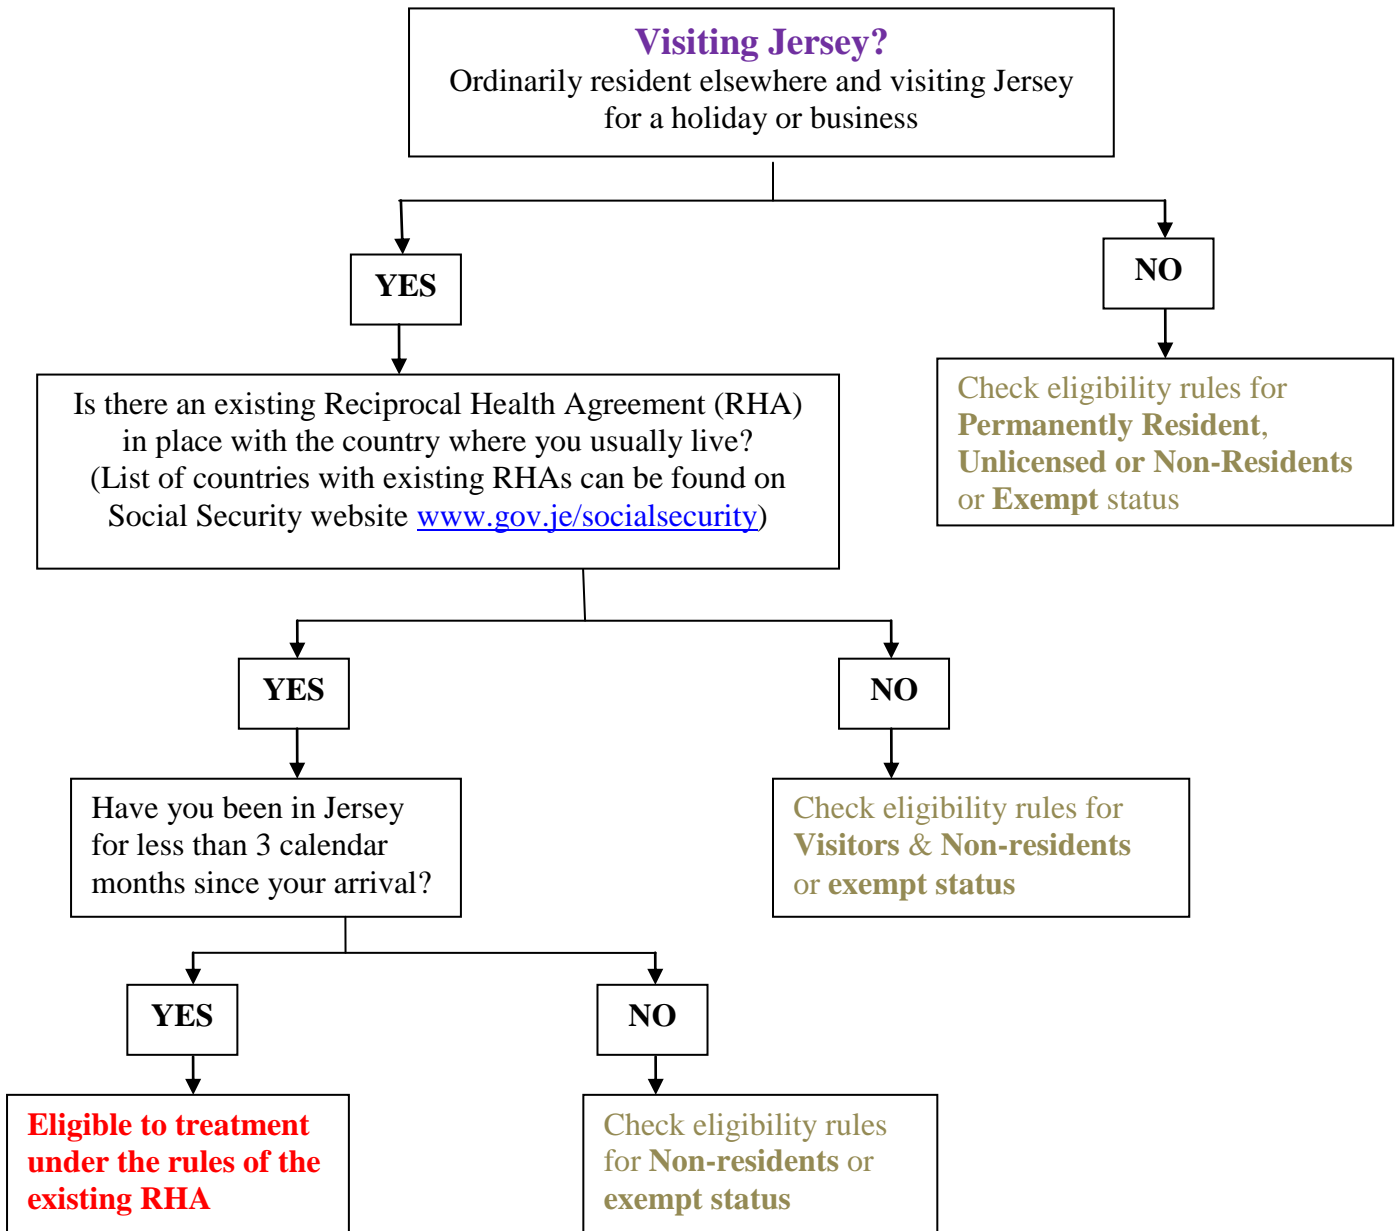 Visiting Jersey?
Ordinarily resident elsewhere and visiting Jersey
for a holiday or business
YES
NO
Is there an existing Reciprocal Health Agreement (RHA)
in place with the country where you usually live?
(List of countries with existing RHAs can be found on
Social Security website www.gov.je/socialsecurity)
Check eligibility rules for
Permanently Resident,
Unlicensed or Non-Residents
or Exempt status
YES
NO
Have you been in Jersey
for less than 3 calendar
months since your arrival?
Check eligibility rules for
Visitors & Non-residents
or exempt status
YES
NO
Eligible to treatment
under the rules of the
existing RHA
Check eligibility rules
for Non-residents or
exempt status